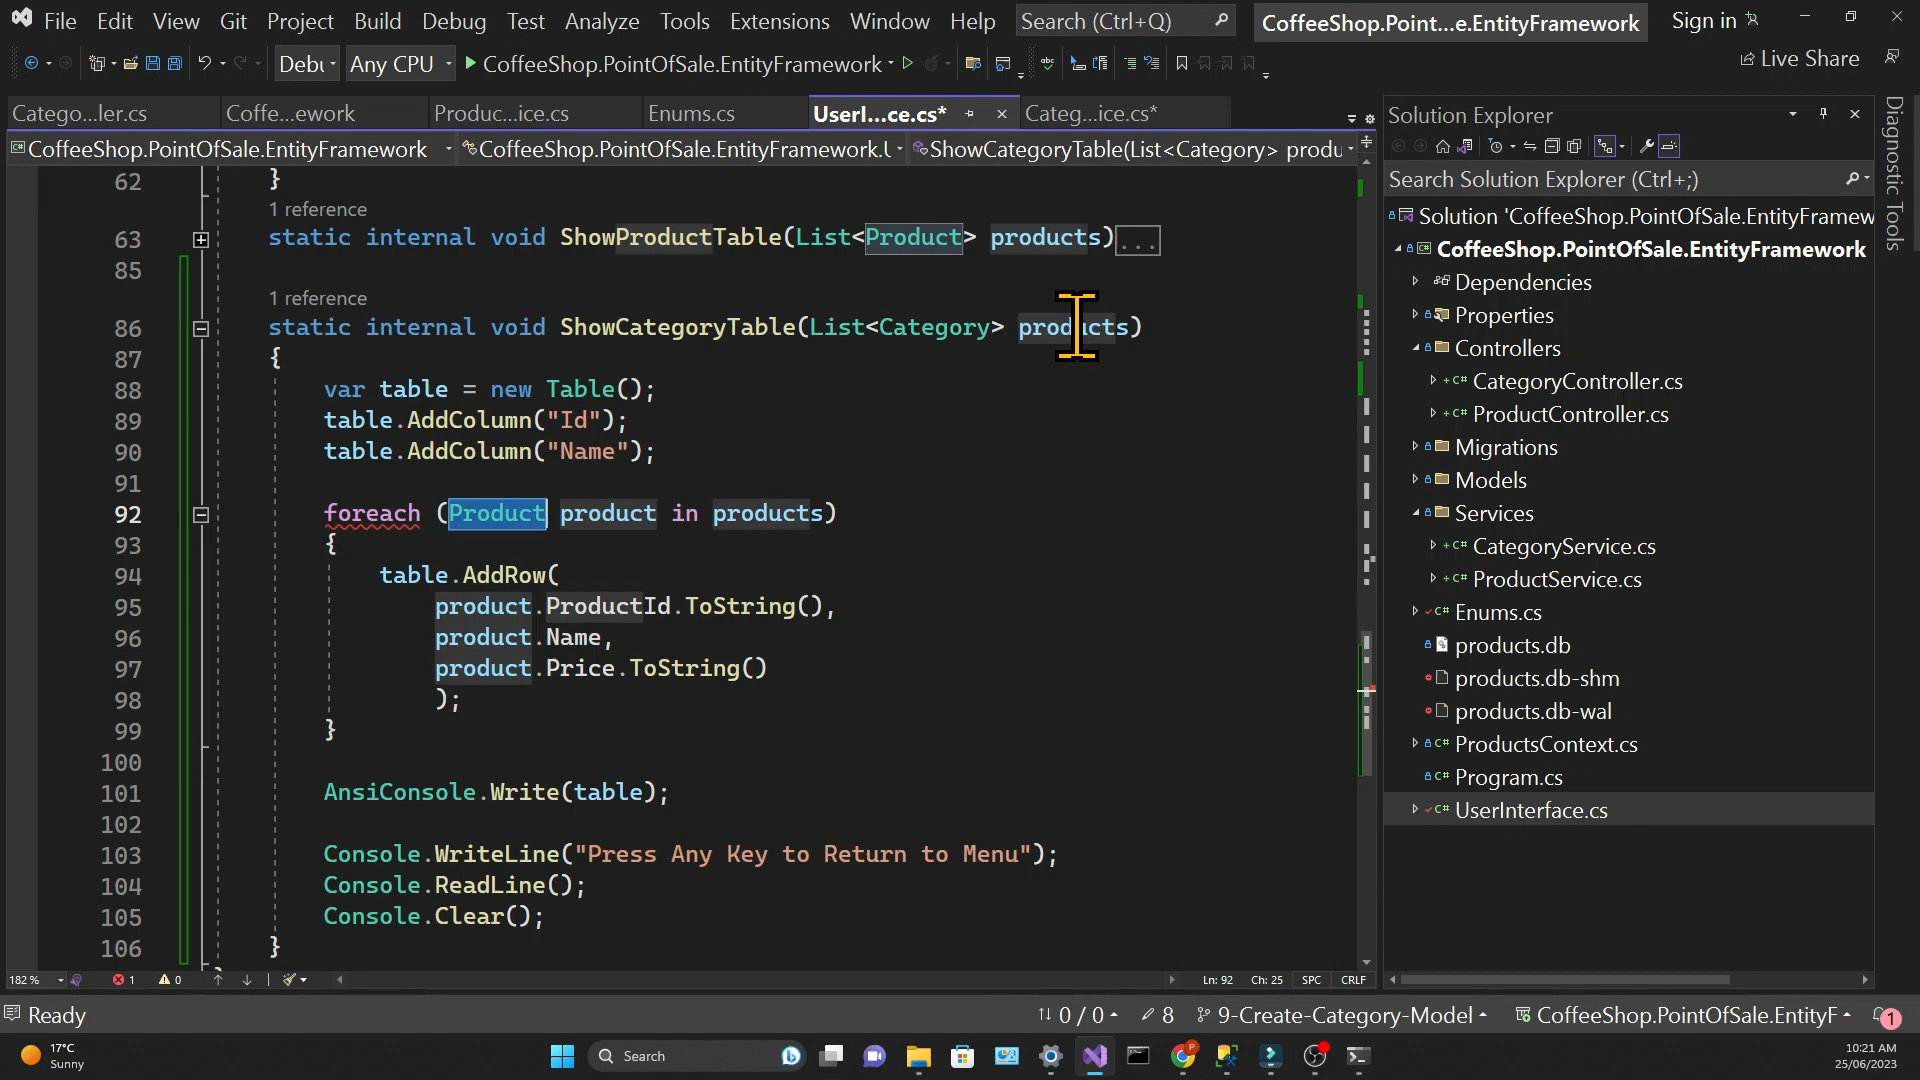 File Edit View Git Project Build Debug Test Analyze Tools Extensions Window Help Search (Ctrl+Q) CoffeeShop.Point...e.EntityFramework Sign in
Debu Any CPU CoffeeShop.PointOfSale.EntityFramework Live Share
Catego...ler.cs Coffe...ework Produc...ice.cs Enums.cs UserI...ce.cs* Categ...ice.cs*
CoffeeShop.PointOfSale.EntityFramework CoffeeShop.PointOfSale.EntityFramework.U ShowCategoryTable(List<Category> produ
62 }
1 reference
63 static internal void ShowProductTable(List<Product> products)...
85
1 reference
86 static internal void ShowCategoryTable(List<Category> products)
87 {
88 var table = new Table();
89 table.AddColumn("Id");
90 table.AddColumn("Name");
91
92 foreach (Product product in products)
93 {
94 table.AddRow(
95 product.ProductId.ToString(),
96 product.Name,
97 product.Price.ToString()
98 );
99 }
100
101 AnsiConsole.Write(table);
102
103 Console.WriteLine("Press Any Key to Return to Menu");
104 Console.ReadLine();
105 Console.Clear();
106 }
182 % 1 0 Ln: 92 Ch: 25 SPC CRLF
Solution Explorer
Search Solution Explorer (Ctrl+;)
Solution 'CoffeeShop.PointOfSale.EntityFramew
CoffeeShop.PointOfSale.EntityFramework
Dependencies
Properties
Controllers
CategoryController.cs
ProductController.cs
Migrations
Models
Services
CategoryService.cs
ProductService.cs
Enums.cs
products.db
products.db-shm
products.db-wal
ProductsContext.cs
Program.cs
UserInterface.cs
Diagnostic Tools
Ready 0 / 0 8 9-Create-Category-Model CoffeeShop.PointOfSale.EntityF 1
17°C
Sunny
Search
10:21 AM
25/06/2023